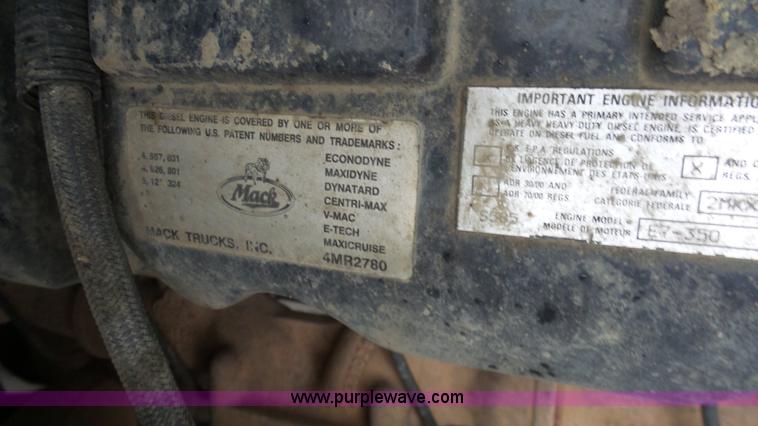 THIS DIESEL ENGINE IS COVERED BY ONE OR MORE OF
THE FOLLOWING U.S. PATENT NUMBERS AND TRADEMARKS:
ECONODYNE
MAXIDYNE
DYNATARD
CENTRI-MAX
V-MAC
E-TECH
MAXICRUISE
4MR2780
Mack
MACK TRUCKS, INC.
IMPORTANT ENGINE INFORMATIO
THIS ENGINE HAS A PRIMARY INTENDED SERVICE APPL
AS A HEAVY HEAVY DUTY DIESEL ENGINE, IS CERTIFIED
OPERATE ON DIESEL FUEL AND CONFORMS TO
E.P.A REGULATIONS
X AND C
REGS.
ENVIRONNEMENT DES ETATS UNIS
ADR 30/00 AND
ADR 70/00 REGS.
FEDERAL FAMILY
CATEGORIE FEDERALE
ENGINE MODEL
MODELE DE MOTEUR
E7-350
www.purplewave.com